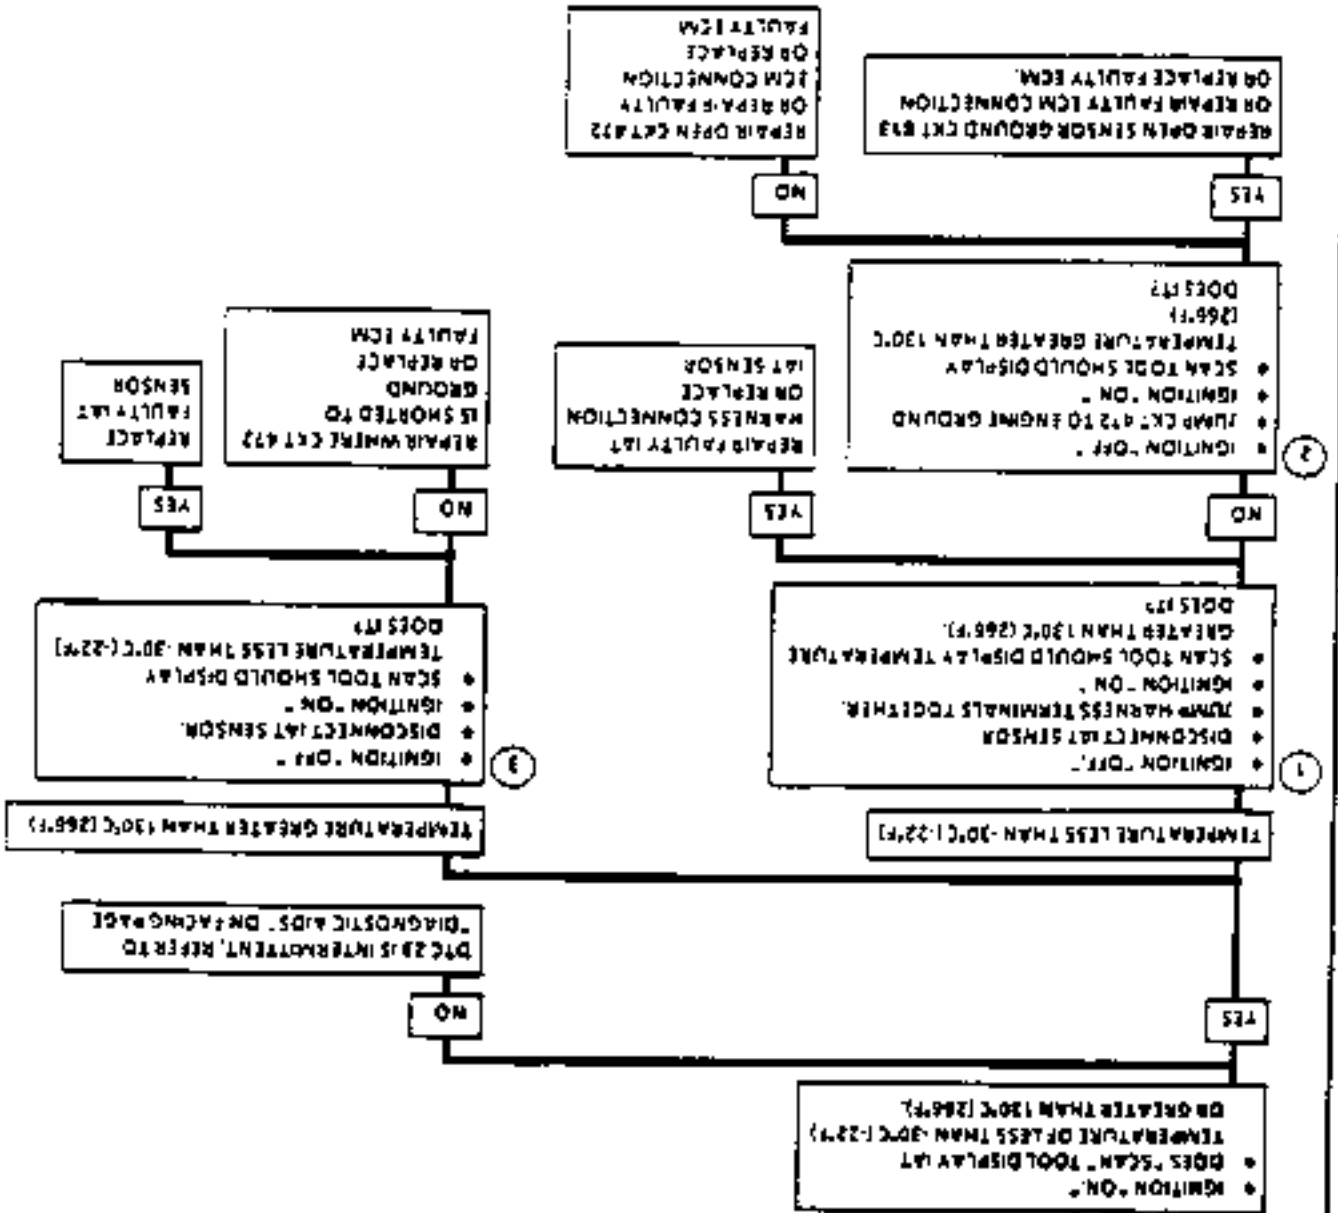 • IGNITION "ON."
• DOES "SCAN" TOOL DISPLAY IAT
TEMPERATURE OF LESS THAN -30°C (-22°F)
OR GREATER THAN 130°C (266°F).
YES
NO
DTC 23 IS INTERMITTENT. REFER TO
"DIAGNOSTIC AIDS" ON FACING PAGE
TEMPERATURE LESS THAN -30°C (-22°F)
TEMPERATURE GREATER THAN 130°C (266°F)
1
• IGNITION "OFF."
• DISCONNECT IAT SENSOR
• JUMP HARNESS TERMINALS TOGETHER.
• IGNITION "ON"
• SCAN TOOL SHOULD DISPLAY TEMPERATURE
GREATER THAN 130°C (266°F).
DOES IT?
3
• IGNITION "OFF"
• DISCONNECT IAT SENSOR.
• IGNITION "ON"
• SCAN TOOL SHOULD DISPLAY
TEMPERATURE LESS THAN -30°C (-22°F)
DOES IT?
NO
YES
NO
YES
2
• IGNITION "OFF"
• JUMP CKT 472 TO ENGINE GROUND
• IGNITION "ON"
• SCAN TOOL SHOULD DISPLAY
TEMPERATURE GREATER THAN 130°C
(266°F)
DOES IT?
REPAIR FAULTY IAT
HARNESS CONNECTION
OR REPLACE
IAT SENSOR
REPAIR WHERE CKT 472
IS SHORTED TO
GROUND
OR REPLACE
FAULTY ECM
REPLACE
FAULTY IAT
SENSOR
YES
NO
REPAIR OPEN SENSOR GROUND CKT 813
OR REPAIR FAULTY ECM CONNECTION
OR REPLACE FAULTY ECM.
REPAIR OPEN CKT 472
OR REPAIR FAULTY
ECM CONNECTION
OR REPLACE
FAULTY ECM